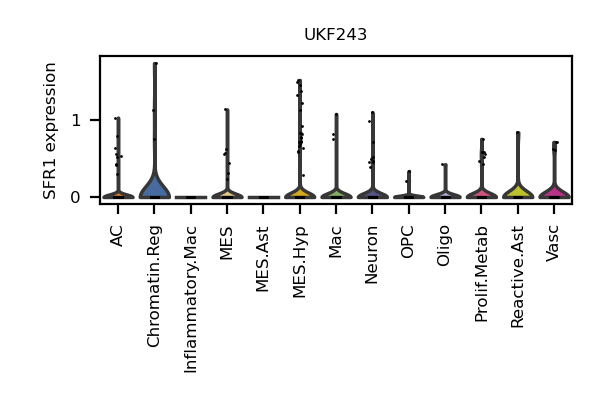 UKF243
SFR1 expression
1
0
AC
Chromatin.Reg
Inflammatory.Mac
MES
MES.Ast
MES.Hyp
Mac
Neuron
OPC
Oligo
Prolif.Metab
Reactive.Ast
Vasc